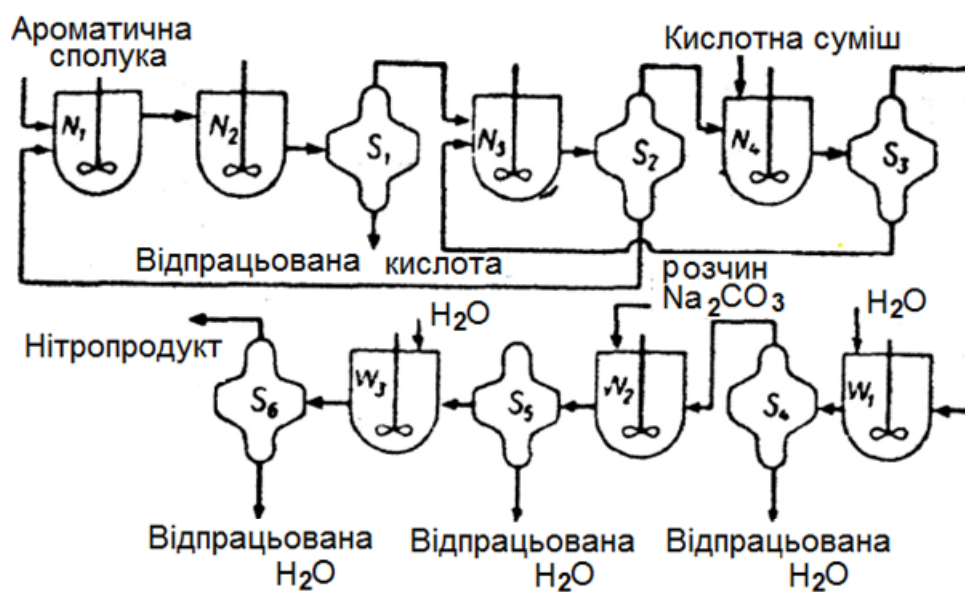 Ароматична
сполука
Кислотна суміш
N1
N2
S1
N3
S2
N4
S3
Відпрацьована кислота
розчин
Na2CO3
H2O
H2O
Нітропродукт
S6
W3
S5
N2
S4
W1
Відпрацьована
H2O
Відпрацьована
H2O
Відпрацьована
H2O